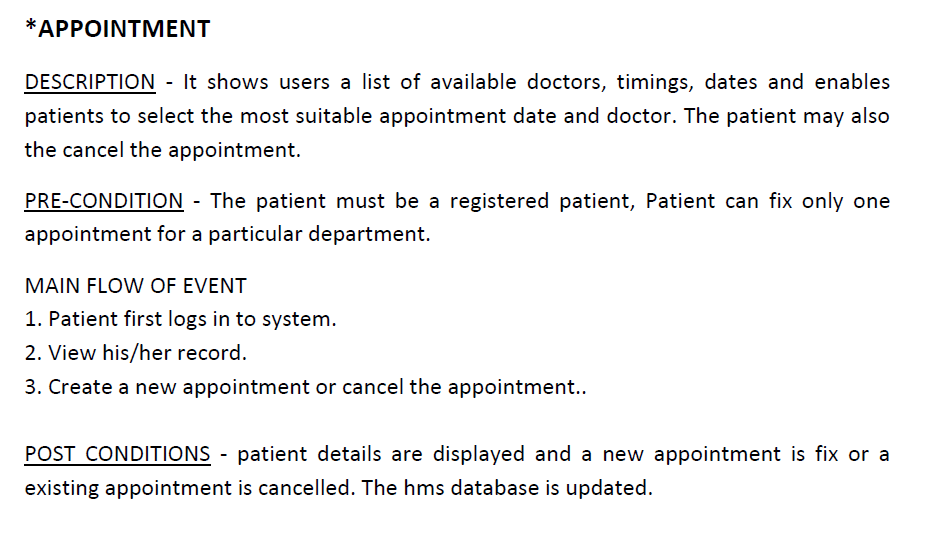 *APPOINTMENT
DESCRIPTION - It shows users a list of available doctors, timings, dates and enables
patients to select the most suitable appointment date and doctor. The patient may also
the cancel the appointment.
PRE-CONDITION - The patient must be a registered patient, Patient can fix only one
appointment for a particular department.
MAIN FLOW OF EVENT
1. Patient first logs in to system.
2. View his/her record.
3. Create a new appointment or cancel the appointment..
POST CONDITIONS - patient details are displayed and a new appointment is fix or a
existing appointment is cancelled. The hms database is updated.